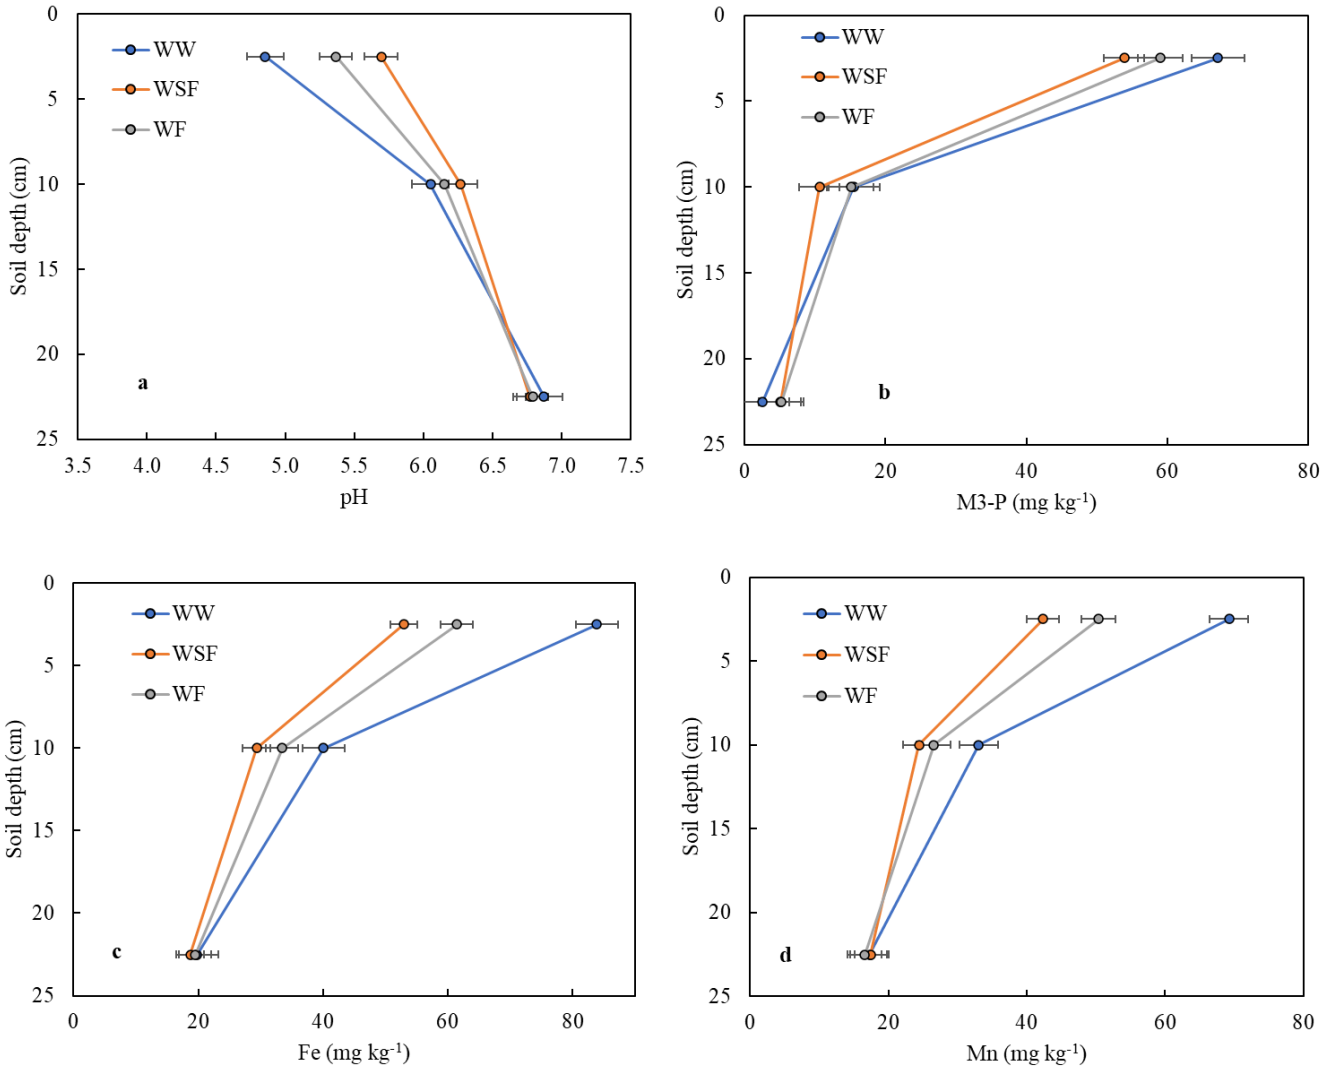 0
5
10
15
20
25
Soil depth (cm)
WW
WSF
WF
a
3.5 4.0 4.5 5.0 5.5 6.0 6.5 7.0 7.5
pH
0
5
10
15
20
25
Soil depth (cm)
WW
WSF
WF
b
0 20 40 60 80
M3-P (mg kg-1)
0
5
10
15
20
25
Soil depth (cm)
WW
WSF
WF
c
0 20 40 60 80
Fe (mg kg-1)
0
5
10
15
20
25
Soil depth (cm)
WW
WSF
WF
d
0 20 40 60 80
Mn (mg kg-1)